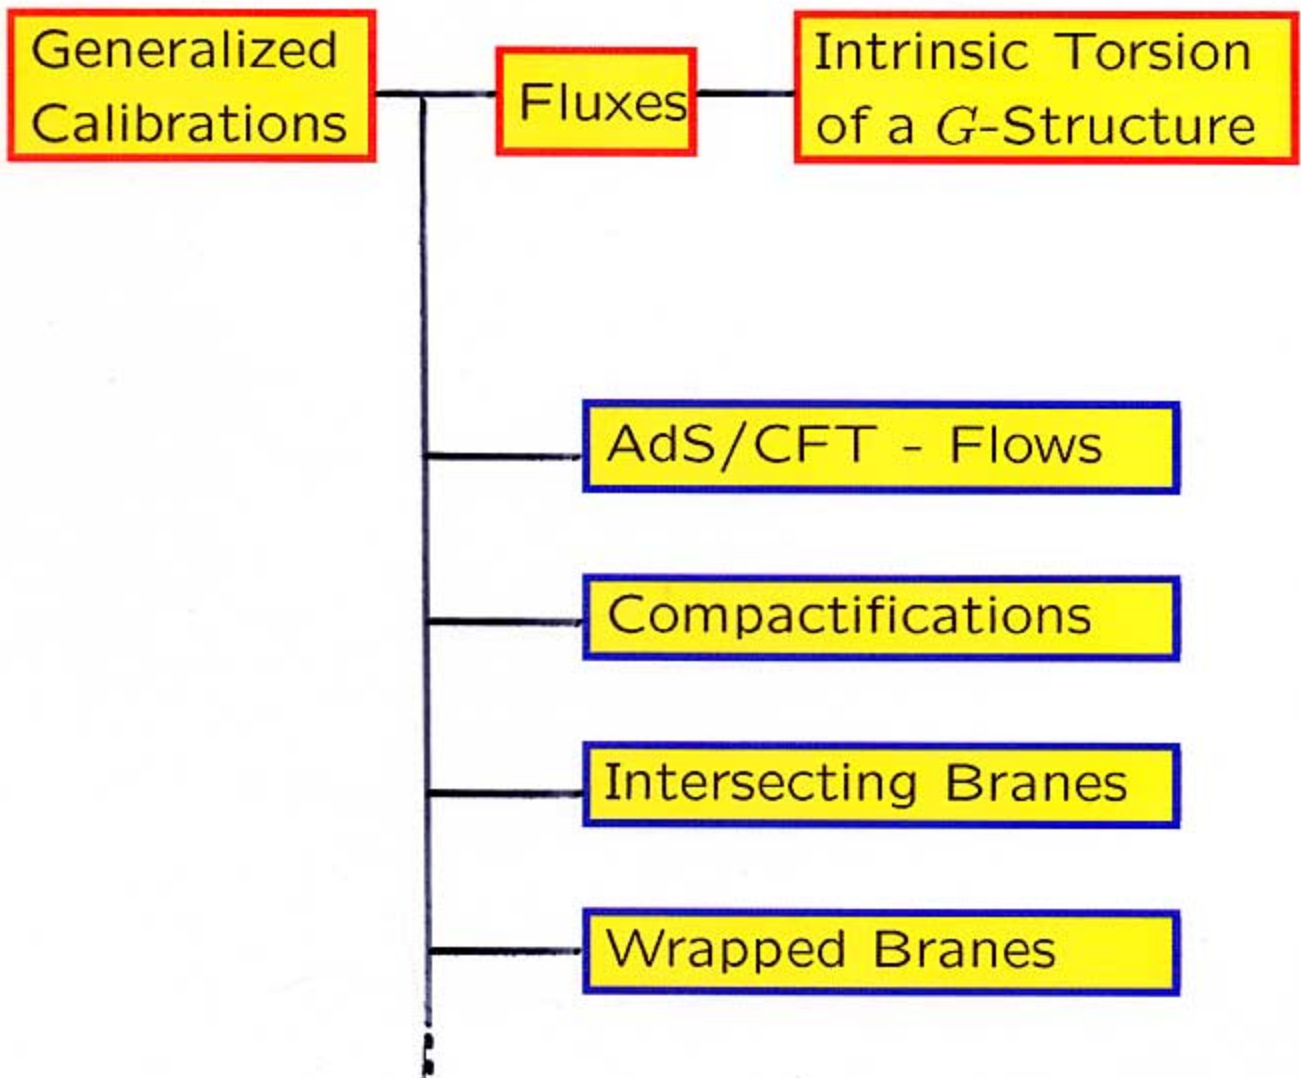 Generalized
Calibrations
Fluxes
Intrinsic Torsion
of a G-Structure
AdS/CFT - Flows
Compactifications
Intersecting Branes
Wrapped Branes